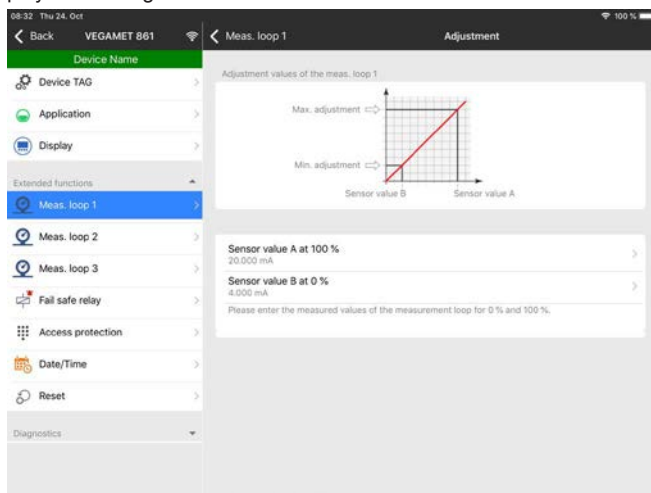 08:32 Thu 24. Oct
100 %
Back
VEGAMET 861
Meas. loop 1
Adjustment
Device Name
Device TAG
Application
Display
Extended functions
Meas. loop 1
Meas. loop 2
Meas. loop 3
Fail safe relay
Access protection
Date/Time
Reset
Diagnostics
Adjustment values of the meas. loop 1
Max. adjustment
Min. adjustment
Sensor value B
Sensor value A
Sensor value A at 100 %
20.000 mA
Sensor value B at 0 %
4.000 mA
Please enter the measured values of the measurement loop for 0 % and 100 %.